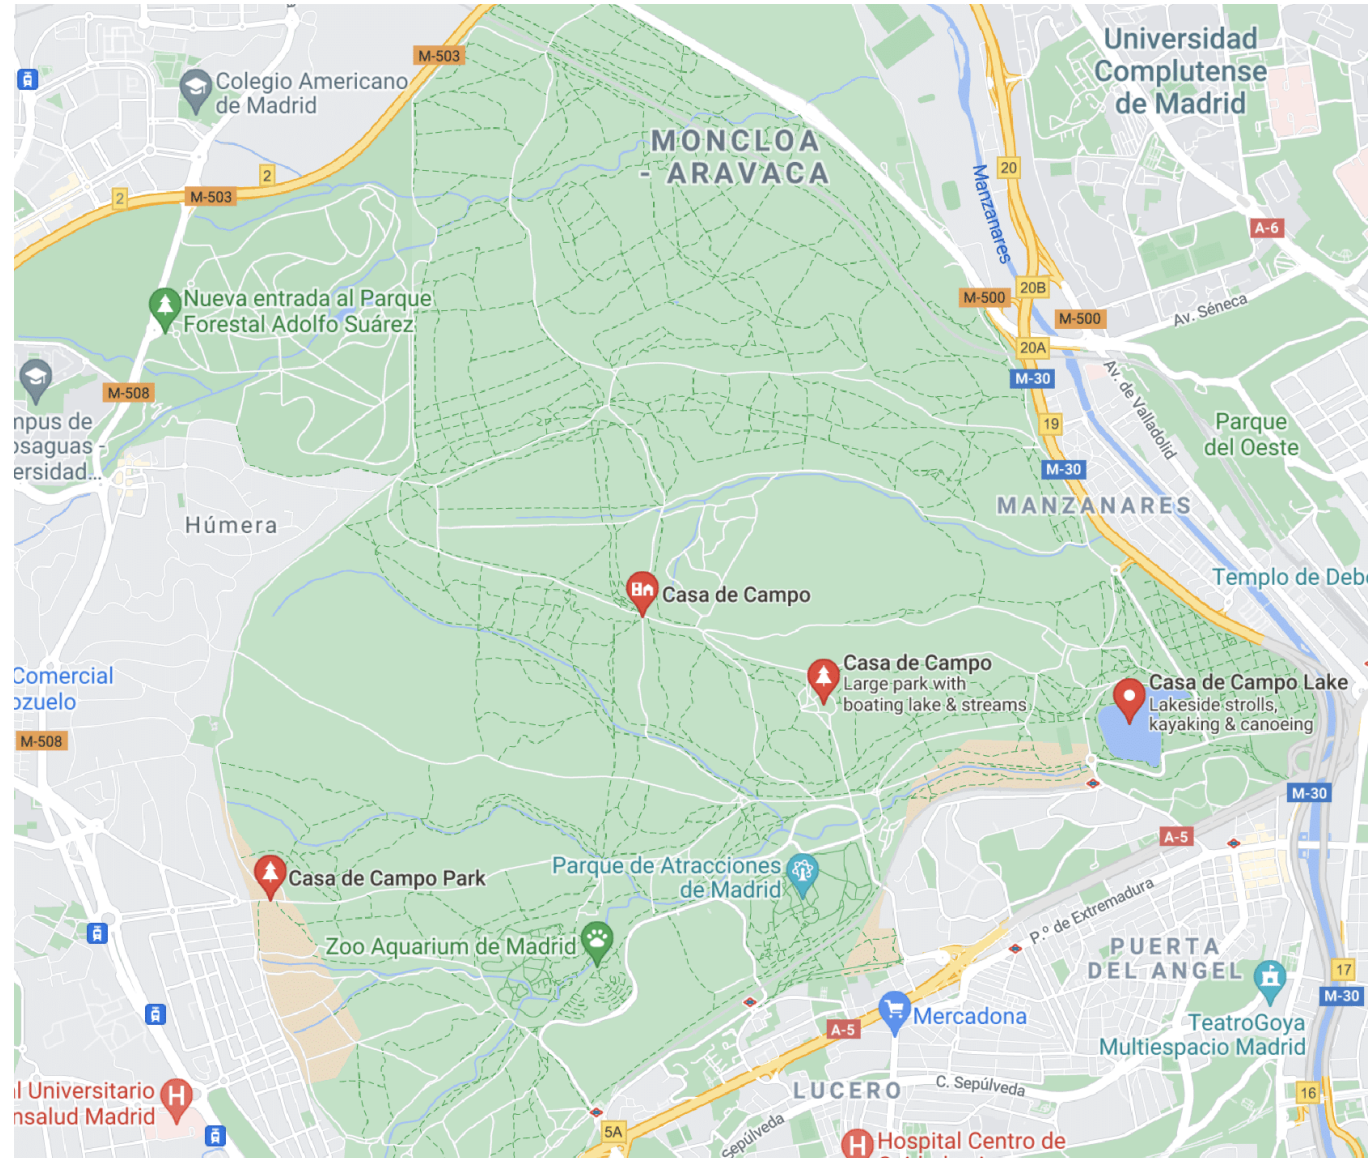 Universidad
Complutense
de Madrid
M-503
Colegio Americano
de Madrid
MONCLOA
- ARAVACA
20
Manzanares
2
2
M-503
A-6
Nueva entrada al Parque
Forestal Adolfo Suárez
20B
M-500
M-500
Av. Séneca
20A
M-30
M-508
Av. de Valladolid
19
Parque
del Oeste
mpus de
osaguas -
ersidad...
M-30
MANZANARES
Húmera
Templo de Debo
Casa de Campo
Casa de Campo
Large park with
boating lake & streams
Casa de Campo Lake
Lakeside strolls,
kayaking & canoeing
Comercial
ozuelo
M-508
M-30
A-5
Parque de Atracciones
de Madrid
Casa de Campo Park
P.º de Extremadura
Zoo Aquarium de Madrid
PUERTA
DEL ANGEL
17
M-30
Mercadona
A-5
TeatroGoya
Multiespacio Madrid
LUCERO
C. Sepúlveda
16
al Universitario
nsalud Madrid
H
5A
Sepúlveda
H
Hospital Centro de